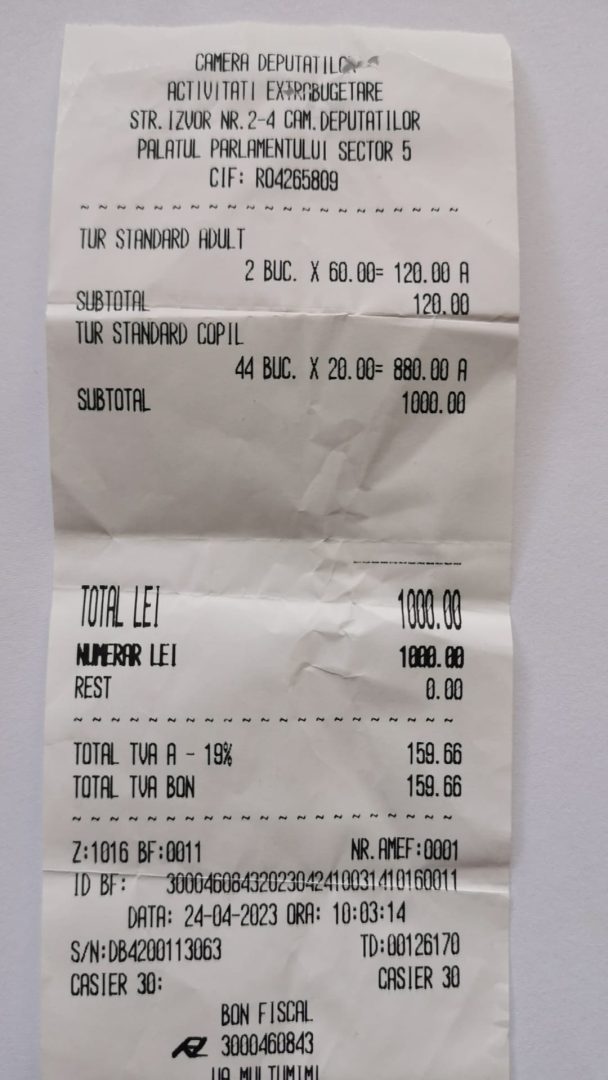 CAMERA DEPUTATILOR
ACTIVITATI EXTRABUGETARE
STR.IZVOR NR.2-4 CAM.DEPUTATILOR
PALATUL PARLAMENTULUI SECTOR 5
CIF: RO4265809
~ ~ ~ ~ ~ ~ ~ ~ ~ ~ ~ ~ ~ ~ ~ ~ ~ ~ ~ ~ ~
TUR STANDARD ADULT
2 BUC. X 60.00= 120.00 A
SUBTOTAL 120.00
TUR STANDARD COPIL
44 BUC. X 20.00= 880.00 A
SUBTOTAL 1000.00
TOTAL LEI 1000.00
NUMERAR LEI 1000.00
REST 0.00
~ ~ ~ ~ ~ ~ ~ ~ ~ ~ ~ ~ ~ ~ ~ ~ ~ ~ ~ ~ ~
TOTAL TVA A - 19% 159.66
TOTAL TVA BON 159.66
~ ~ ~ ~ ~ ~ ~ ~ ~ ~ ~ ~ ~ ~ ~ ~ ~ ~ ~ ~ ~
Z:1016 BF:0011 NR.AMEF:0001
ID BF: 30004608432023042410031410160011
DATA: 24-04-2023 ORA: 10:03:14
S/N:DB4200113063 TD:00126170
CASIER 30: CASIER 30
BON FISCAL
3000460843
VA MULTUMIM!